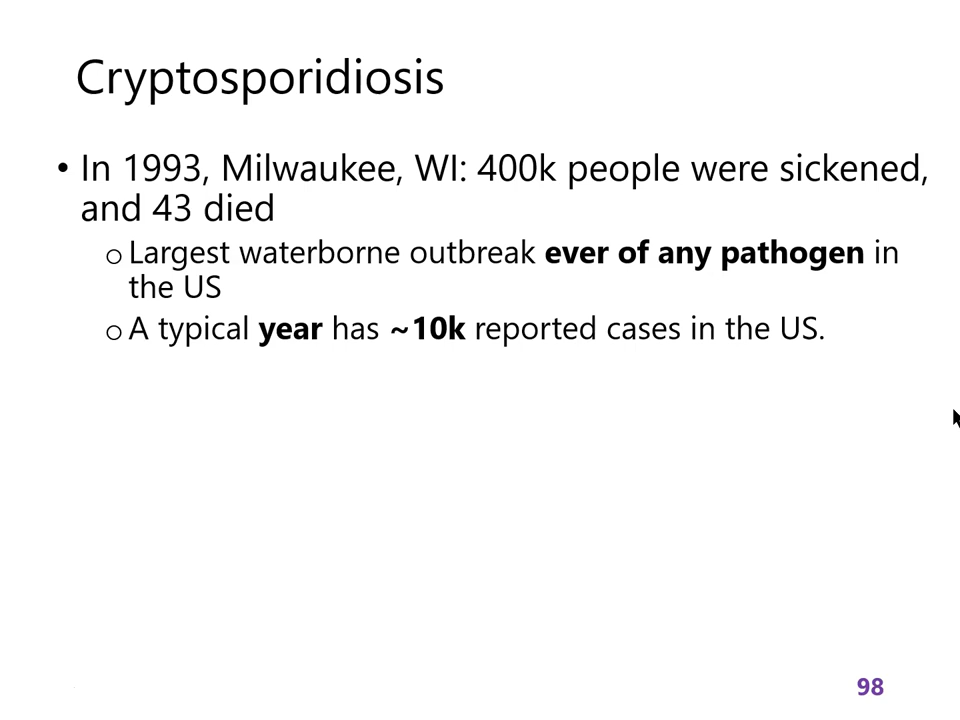 Cryptosporidiosis
• In 1993, Milwaukee, WI: 400k people were sickened,
and 43 died
o Largest waterborne outbreak ever of any pathogen in
the US
o A typical year has ~10k reported cases in the US.
98